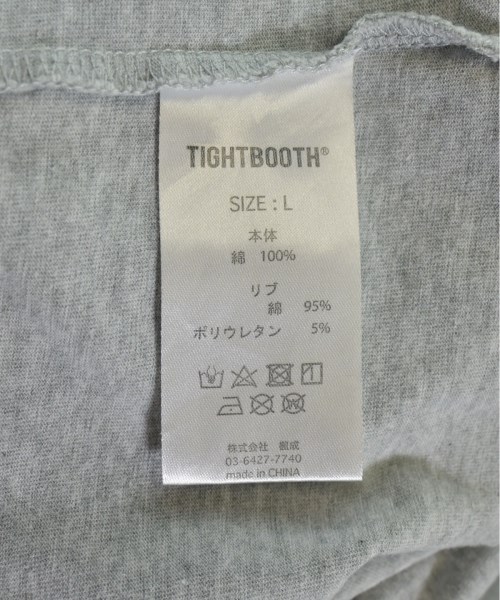 TIGHTBOOTH®
SIZE : L
本体
綿 100%
リブ
綿 95%
ポリウレタン 5%
株式会社 観成
03-6427-7740
made in CHINA